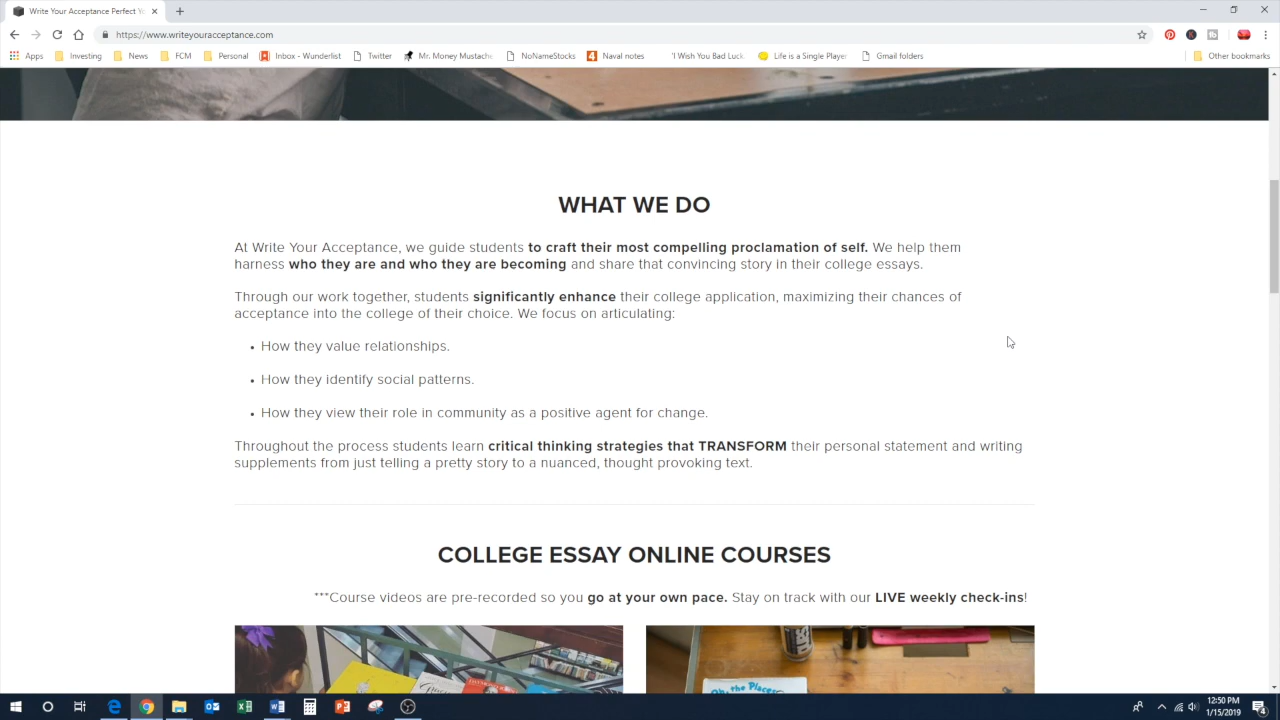 Write Your Acceptance Perfect Yo
https://www.writeyouracceptance.com
Apps
Investing
News
FCM
Personal
Inbox - Wunderlist
Twitter
Mr. Money Mustache
NoNameStocks
Naval notes
'I Wish You Bad Luck
Life is a Single Player
Gmail folders
Other bookmarks
WHAT WE DO
At Write Your Acceptance, we guide students to craft their most compelling proclamation of self. We help them
harness who they are and who they are becoming and share that convincing story in their college essays.
Through our work together, students significantly enhance their college application, maximizing their chances of
acceptance into the college of their choice. We focus on articulating:
• How they value relationships.
• How they identify social patterns.
• How they view their role in community as a positive agent for change.
Throughout the process students learn critical thinking strategies that TRANSFORM their personal statement and writing
supplements from just telling a pretty story to a nuanced, thought provoking text.
COLLEGE ESSAY ONLINE COURSES
***Course videos are pre-recorded so you go at your own pace. Stay on track with our LIVE weekly check-ins!
Oh, the Places
12:50 PM
1/15/2019
4